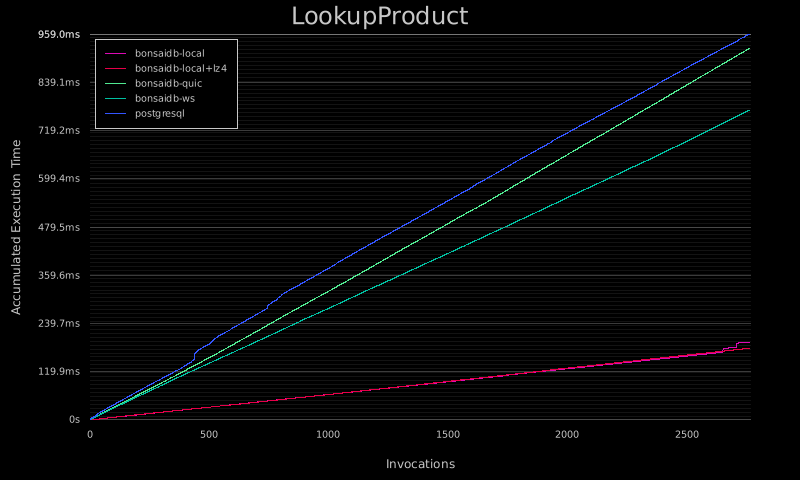 LookupProduct
959.0ms
839.1ms
719.2ms
599.4ms
479.5ms
359.6ms
239.7ms
119.9ms
0s
Accumulated Execution Time
bonsaidb-local
bonsaidb-local+lz4
bonsaidb-quic
bonsaidb-ws
postgresql
0
500
1000
1500
2000
2500
Invocations